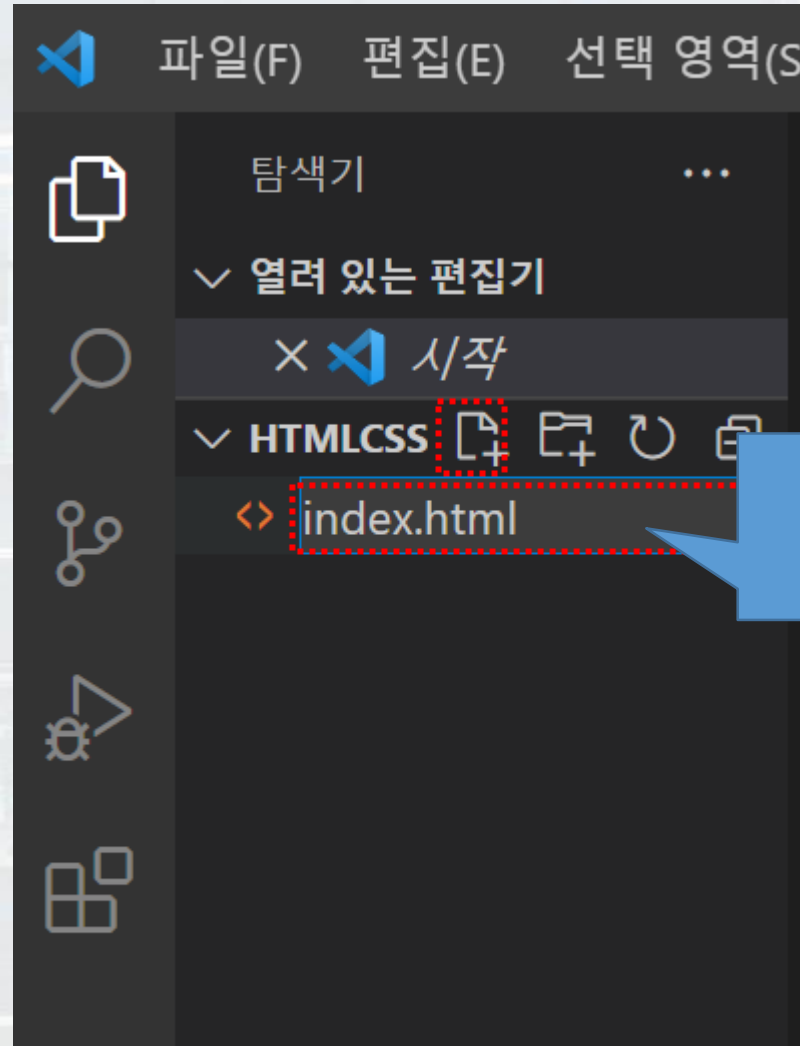 파일(F) 편집(E) 선택 영역(S
탐색기
열려 있는 편집기
시작
HTMLCSS
index.html